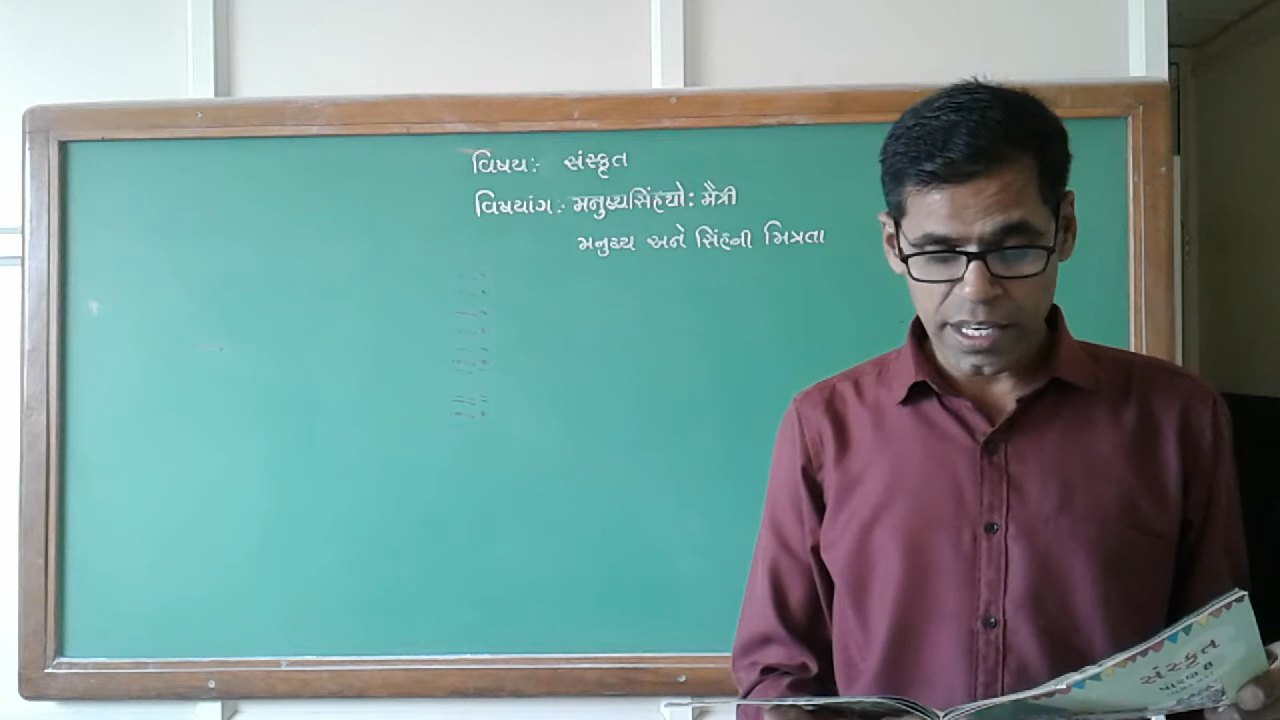 વિષય:- સંસ્કૃત
વિષયાંગ:- મનુષ્યસિંહયો: મૈત્રી
મનુષ્ય અને સિંહની મિત્રતા
સંસ્કૃત